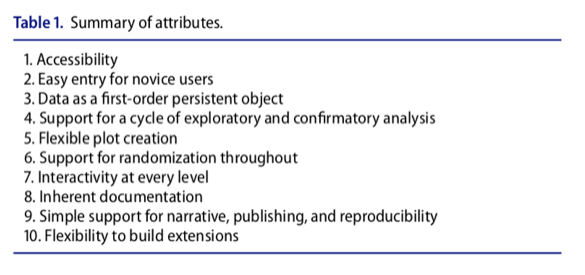 Table 1. Summary of attributes.
1. Accessibility
2. Easy entry for novice users
3. Data as a first-order persistent object
4. Support for a cycle of exploratory and confirmatory analysis
5. Flexible plot creation
6. Support for randomization throughout
7. Interactivity at every level
8. Inherent documentation
9. Simple support for narrative, publishing, and reproducibility
10. Flexibility to build extensions